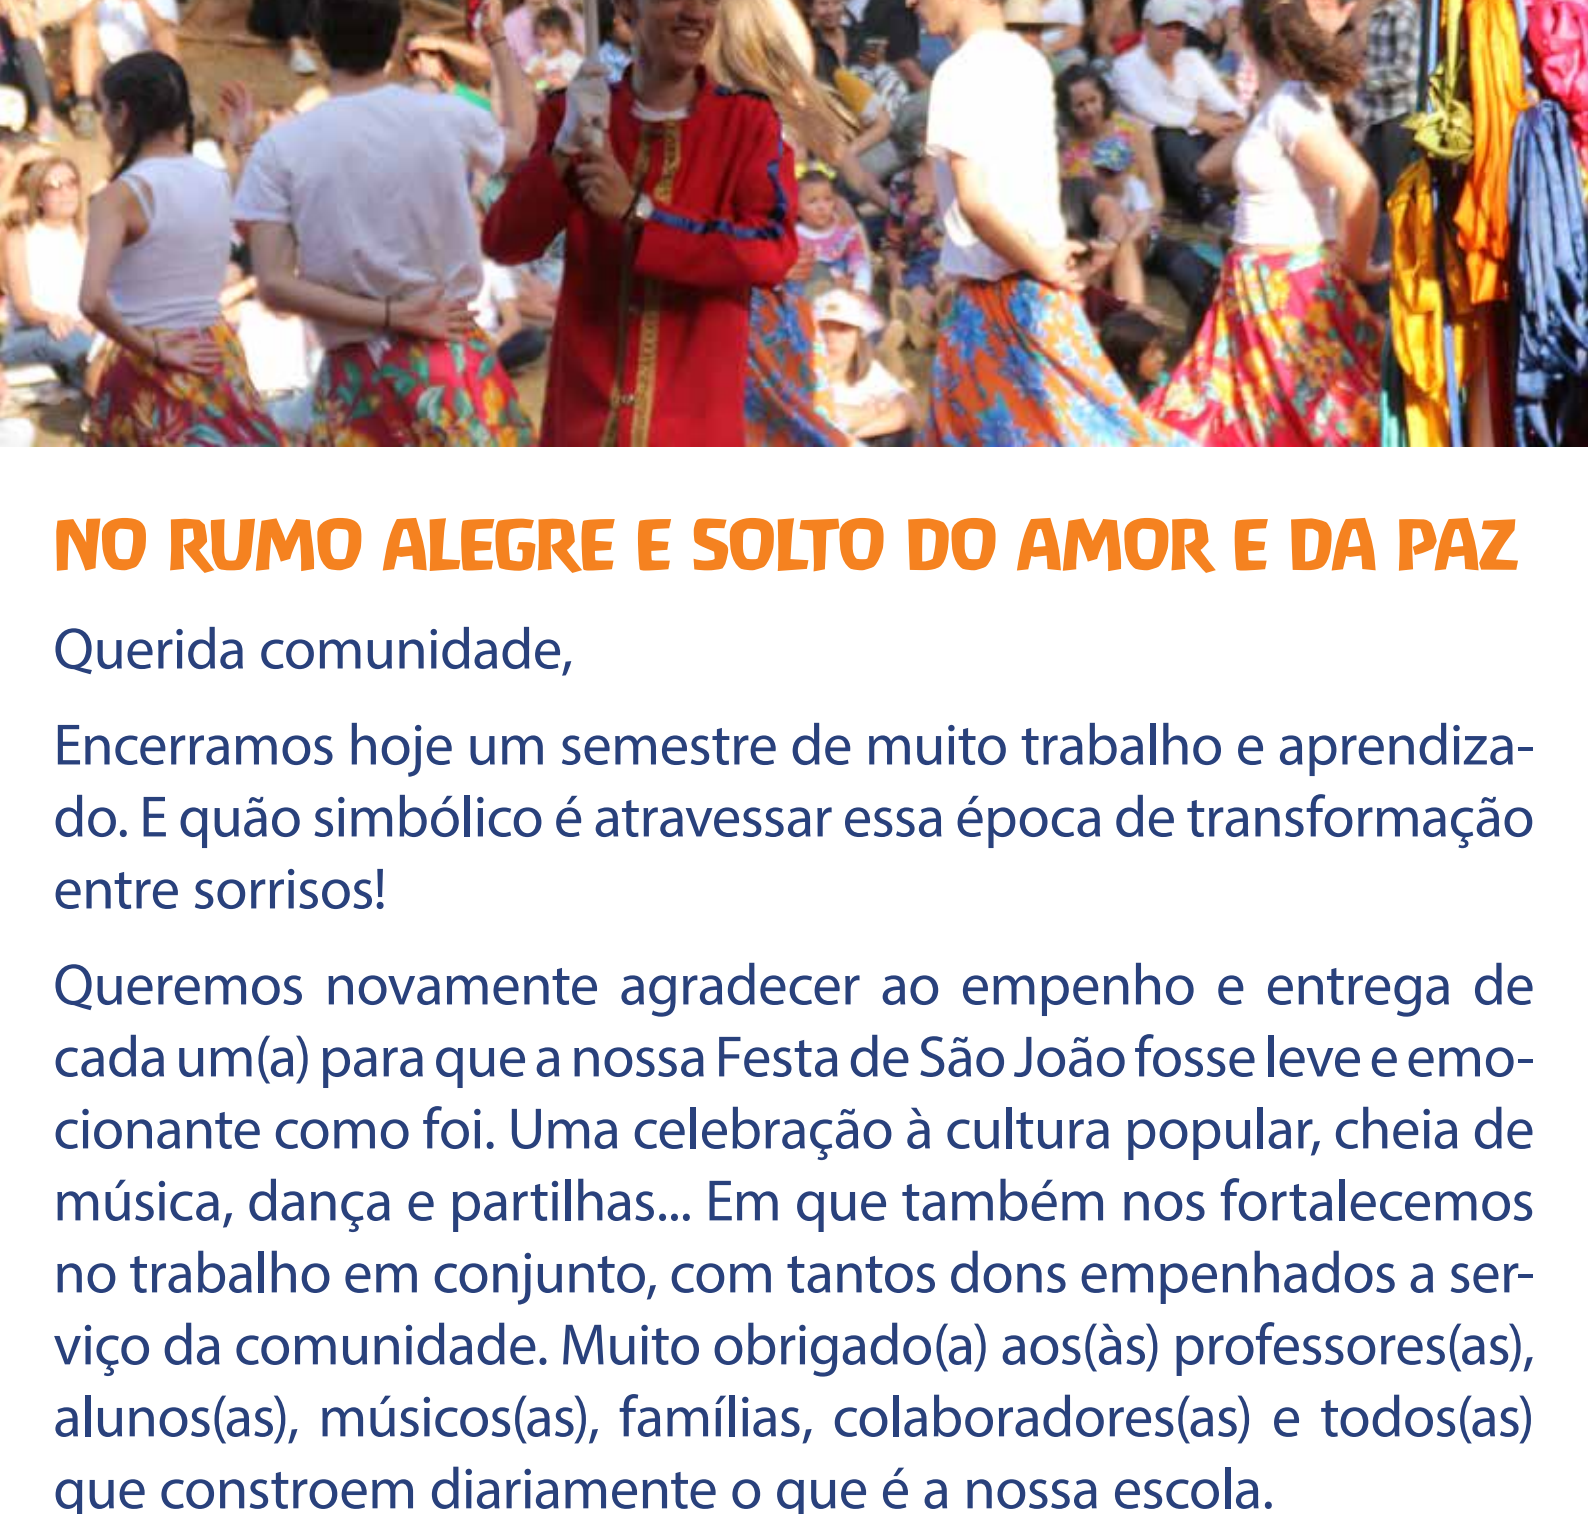 NO RUMO ALEGRE E SOLTO DO AMOR E DA PAZ
Querida comunidade,
Encerramos hoje um semestre de muito trabalho e aprendiza-
do. E quão simbólico é atravessar essa época de transformação
entre sorrisos!
Queremos novamente agradecer ao empenho e entrega de
cada um(a) para que a nossa Festa de São João fosse leve e emo-
cionante como foi. Uma celebração à cultura popular, cheia de
música, dança e partilhas... Em que também nos fortalecemos
no trabalho em conjunto, com tantos dons empenhados a ser-
viço da comunidade. Muito obrigado(a) aos(às) professores(as),
alunos(as), músicos(as), famílias, colaboradores(as) e todos(as)
que constroem diariamente o que é a nossa escola.